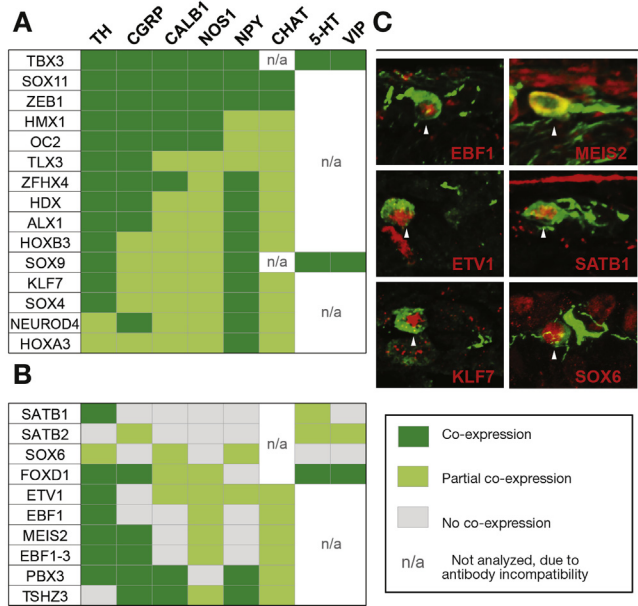 A
TH CGRP CALB1 NOS1 NPY CHAT 5-HT VIP
TBX3 n/a
SOX11
ZEB1
HMX1
OC2
TLX3 n/a
ZFHX4
HDX
ALX1
HOXB3
SOX9 n/a
KLF7
SOX4 n/a
NEUROD4
HOXA3
B
SATB1
SATB2 n/a
SOX6
FOXD1
ETV1
EBF1
MEIS2 n/a
EBF1-3
PBX3
TSHZ3
C
EBF1 MEIS2
ETV1 SATB1
KLF7 SOX6
Co-expression
Partial co-expression
No co-expression
n/a Not analyzed, due to
antibody incompatibility